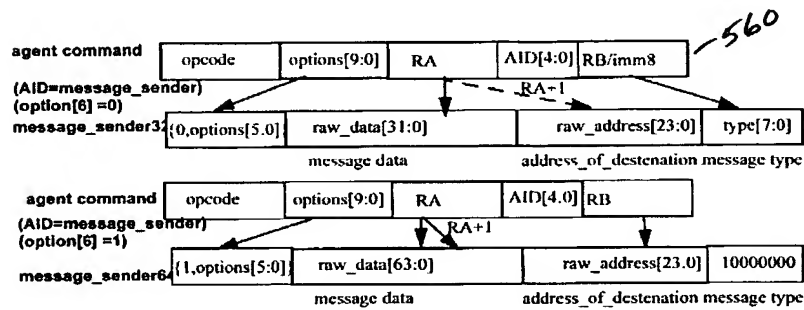 560
agent command opcode options[9:0] RA AID[4:0] RB/imm8
(AID=message_sender)
(option[6] =0) RA+1
message_sender32 {0,options[5.0} raw_data[31:0] raw_address[23:0] type[7:0]
message data address_of_destenation message type
agent command opcode options[9:0] RA AID[4.0] RB
(AID=message_sender)
(option[6] =1) RA+1
message_sender64 {1,options[5:0]} raw_data[63:0] raw_address[23.0] 10000000
message data address_of_destenation message type